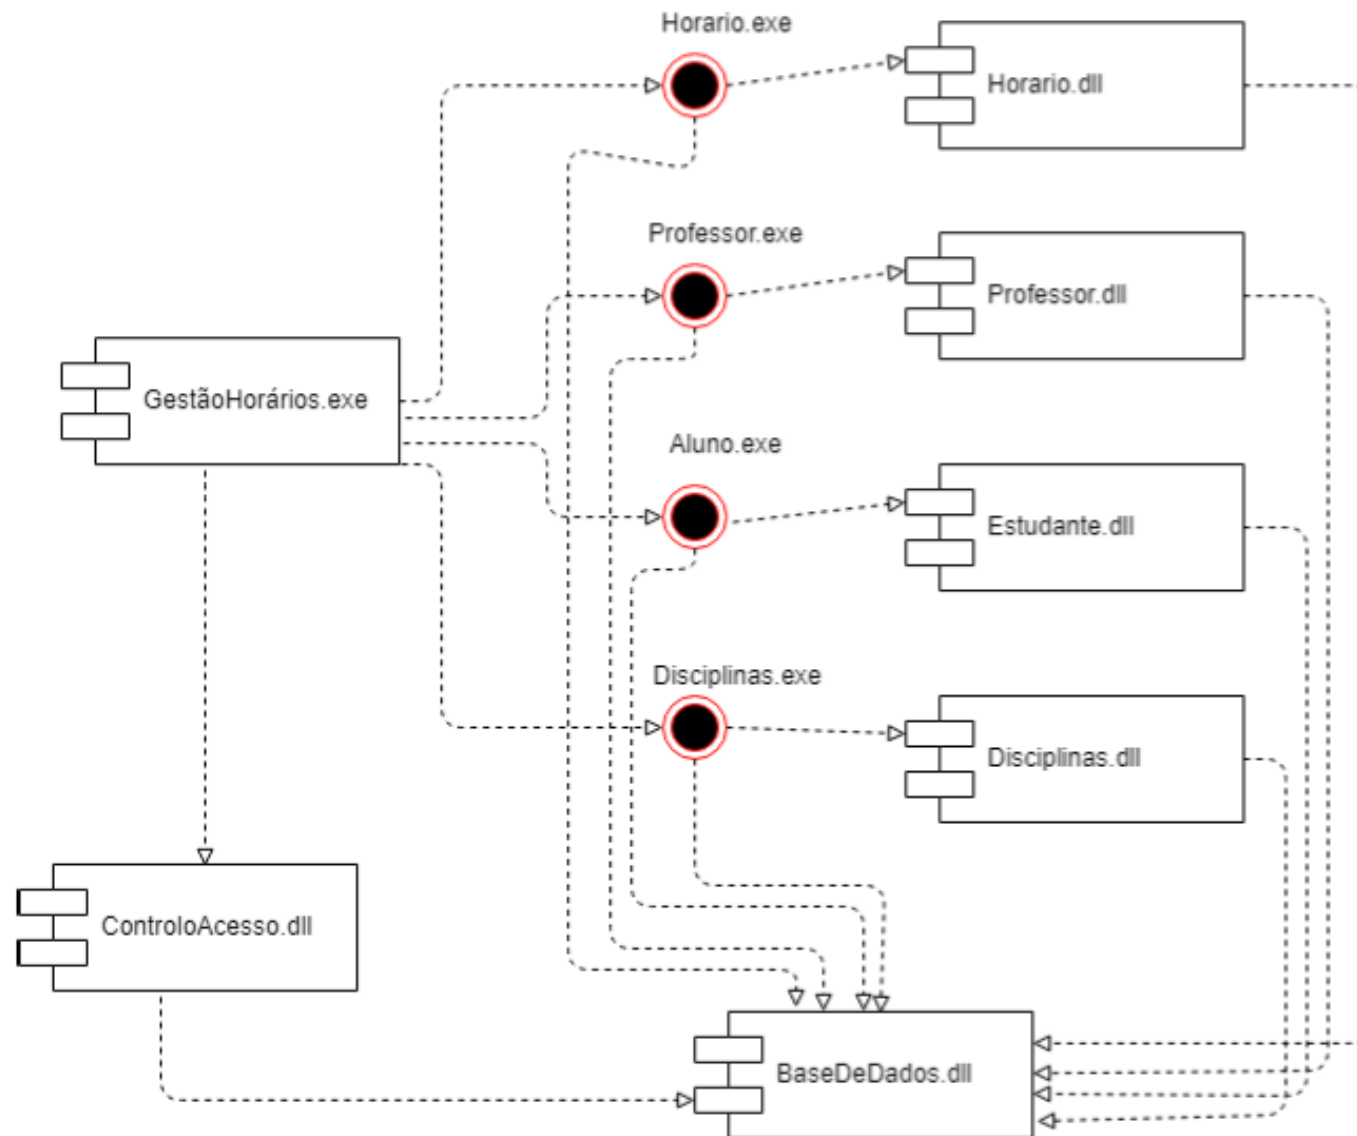 Horario.exe
Horario.dll
Professor.exe
Professor.dll
GestãoHorários.exe
Aluno.exe
Estudante.dll
Disciplinas.exe
Disciplinas.dll
ControloAcesso.dll
BaseDeDados.dll